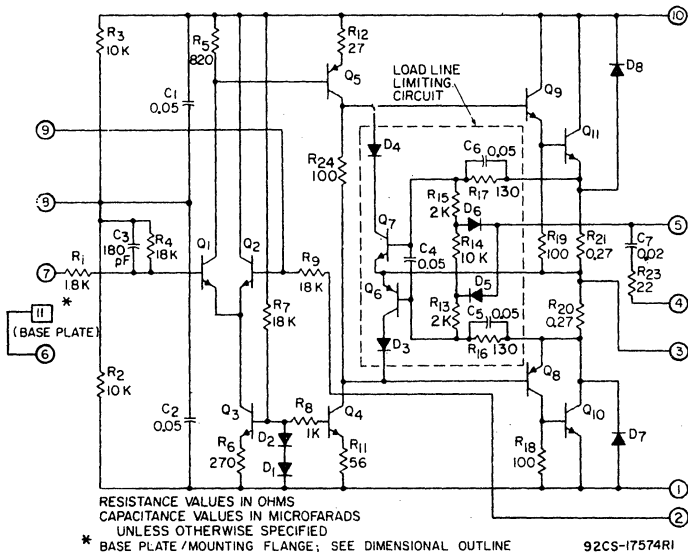 R3
10K
R5
820
R12
27
Q5
LOAD LINE
LIMITING
CIRCUIT
Q9
D8
10
C1
0.05
Q11
9
R24
100
D4
C6 0.05
R15
2K
R17 130
D6
8
Q7
5
C3
180
pF
R4
18K
Q1
Q2
R9
18K
C4
0.05
R14
10K
R19
100
R21
0.27
C7
0.02
R1
18K
7
Q6
D5
R23
22
11
*
(BASE PLATE)
R7
18K
R13
2K
C5 0.05
R20
0.27
4
6
D3
R16 130
3
R2
10K
Q8
C2
0.05
Q3
R8
1K
Q4
Q10
D7
R6
270
D2
D1
R11
56
R18
100
1
RESISTANCE VALUES IN OHMS
CAPACITANCE VALUES IN MICROFARADS
UNLESS OTHERWISE SPECIFIED
2
* BASE PLATE/MOUNTING FLANGE; SEE DIMENSIONAL OUTLINE
92CS-17574R1